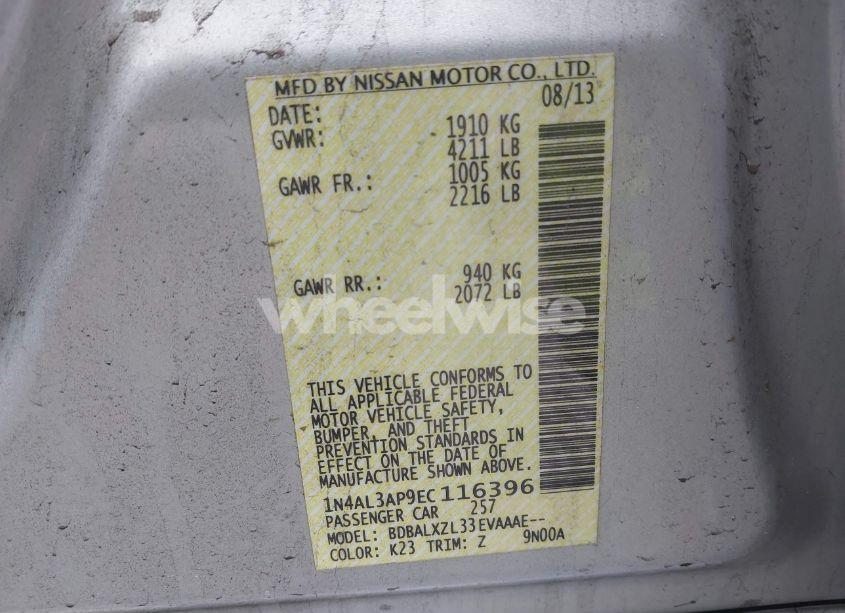 MFD BY NISSAN MOTOR CO., LTD.
DATE: 08/13
GVWR: 1910 KG
4211 LB
GAWR FR.: 1005 KG
2216 LB
GAWR RR.: 940 KG
2072 LB
wheelwise
THIS VEHICLE CONFORMS TO
ALL APPLICABLE FEDERAL
MOTOR VEHICLE SAFETY,
BUMPER, AND THEFT
PREVENTION STANDARDS IN
EFFECT ON THE DATE OF
MANUFACTURE SHOWN ABOVE.
1N4AL3AP9EC116396
PASSENGER CAR 257
MODEL: BDBALXZL33EVAAAE--
COLOR: K23 TRIM: Z 9N00A